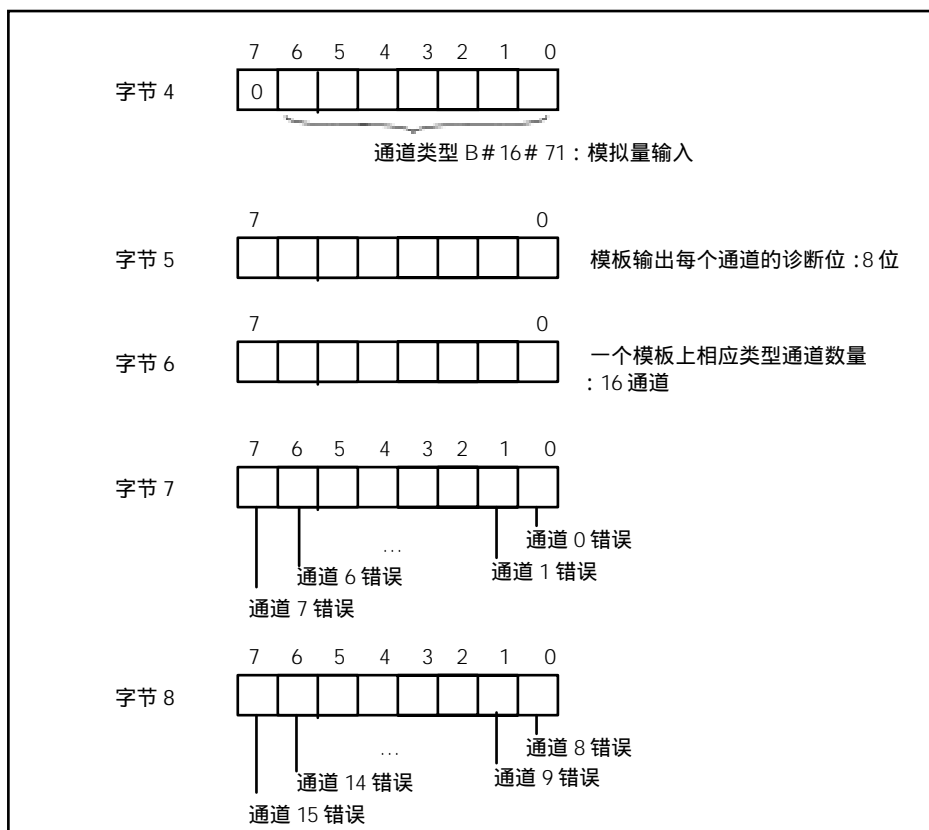 7 6 5 4 3 2 1 0
字节 4 0
通道类型 B#16#71：模拟量输入
7 0
字节 5 模板输出每个通道的诊断位：8 位
7 0
字节 6 一个模板上相应类型通道数量
：16 通道
7 6 5 4 3 2 1 0
字节 7
通道 0 错误
...
通道 6 错误 通道 1 错误
通道 7 错误
7 6 5 4 3 2 1 0
字节 8
通道 8 错误
...
通道 14 错误 通道 9 错误
通道 15 错误